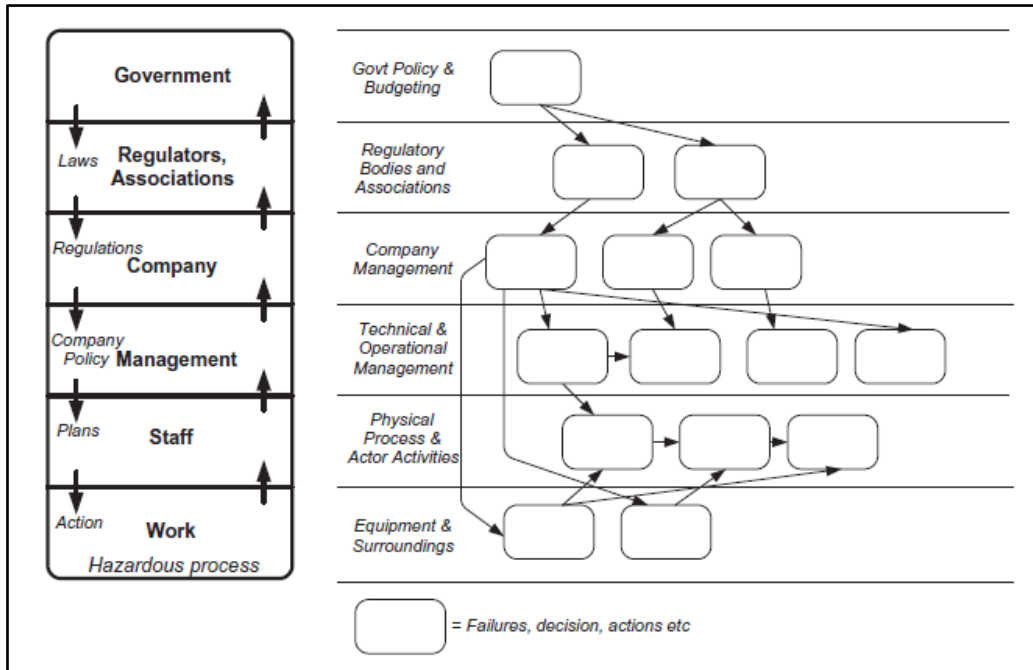 Government
Laws
Regulators,
Associations
Regulations
Company
Company
Policy
Management
Plans
Staff
Action
Work
Hazardous process
Govt Policy &
Budgeting
Regulatory
Bodies and
Associations
Company
Management
Technical &
Operational
Management
Physical
Process &
Actor Activities
Equipment &
Surroundings
= Failures, decision, actions etc